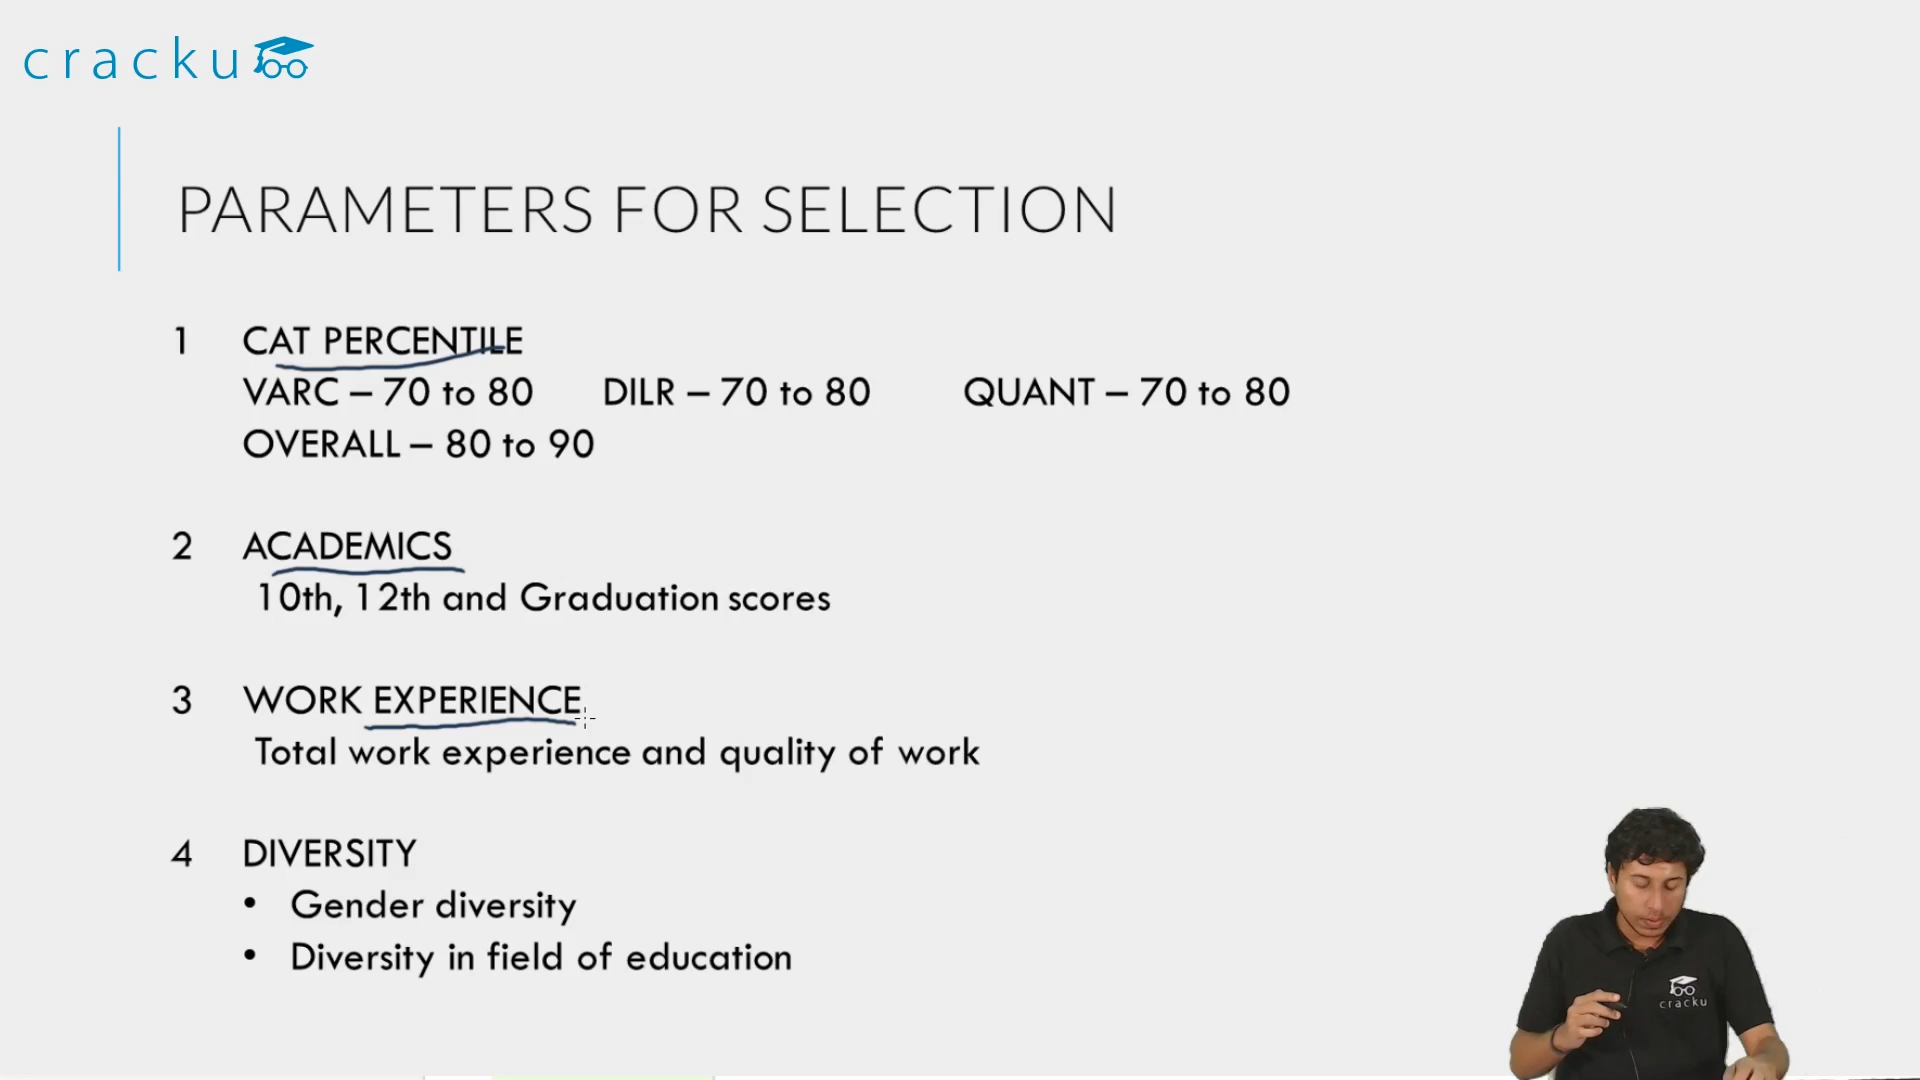 cracku
PARAMETERS FOR SELECTION
1 CAT PERCENTILE
VARC – 70 to 80 DILR – 70 to 80 QUANT – 70 to 80
OVERALL – 80 to 90
2 ACADEMICS
10th, 12th and Graduation scores
3 WORK EXPERIENCE
Total work experience and quality of work
4 DIVERSITY
• Gender diversity
• Diversity in field of education
cracku